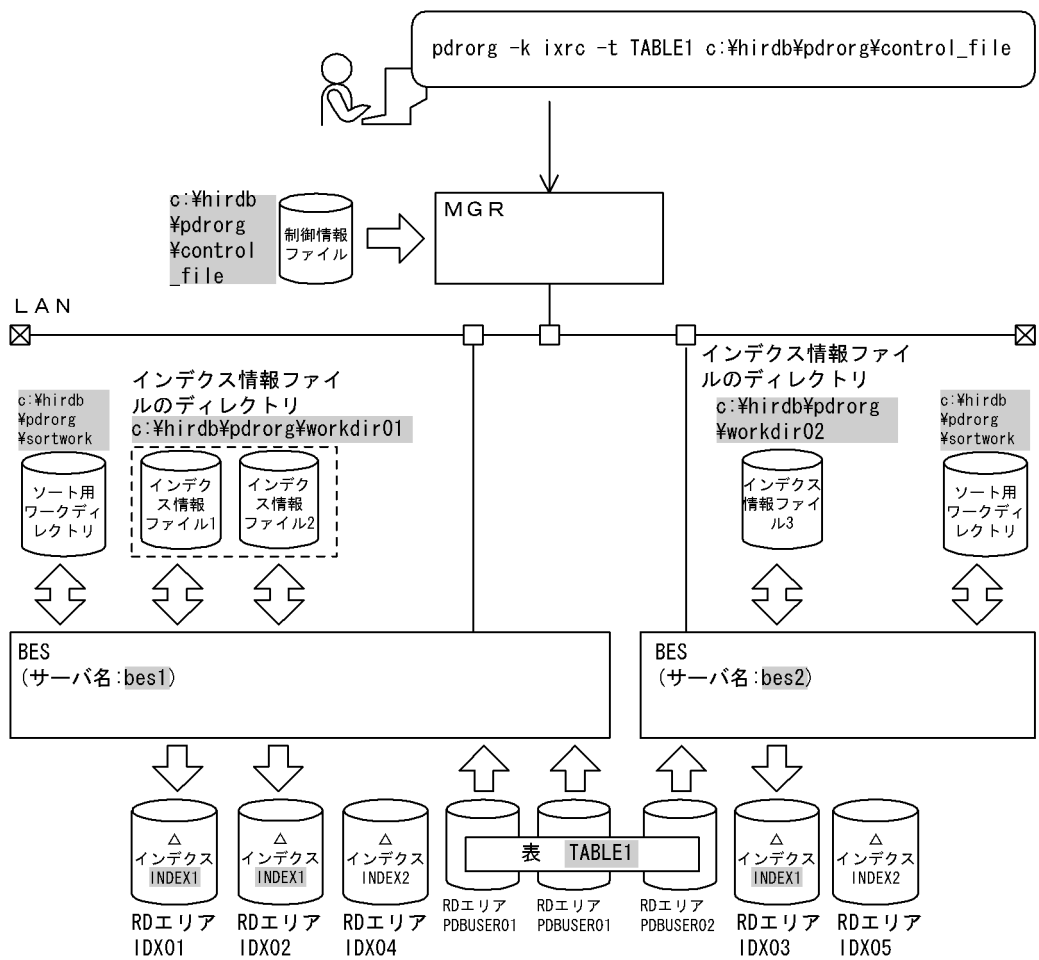 pdrorg -k ixrc -t TABLE1 c:¥hirdb¥pdrorg¥control_file
c:¥hirdb
¥pdrorg
¥control
_file
制御情報
ファイル
MGR
LAN
c:¥hirdb
¥pdrorg
¥sortwork
ソート用
ワークディ
レクトリ
インデクス情報ファイ
ルのディレクトリ
c:¥hirdb¥pdrorg¥workdir01
インデク
ス情報
ファイル1
インデク
ス情報
ファイル2
インデクス情報ファイ
ルのディレクトリ
c:¥hirdb¥pdrorg
¥workdir02
インデクス
情報ファイ
ル3
c:¥hirdb
¥pdrorg
¥sortwork
ソート用
ワークディ
レクトリ
BES
(サーバ名:bes1)
BES
(サーバ名:bes2)
△
インデクス
INDEX1
RDエリア
IDX01
△
インデクス
INDEX1
RDエリア
IDX02
△
インデクス
INDEX2
RDエリア
IDX04
表 TABLE1
RDエリア
PDBUSER01
RDエリア
PDBUSER01
RDエリア
PDBUSER02
△
インデクス
INDEX1
RDエリア
IDX03
△
インデクス
INDEX2
RDエリア
IDX05